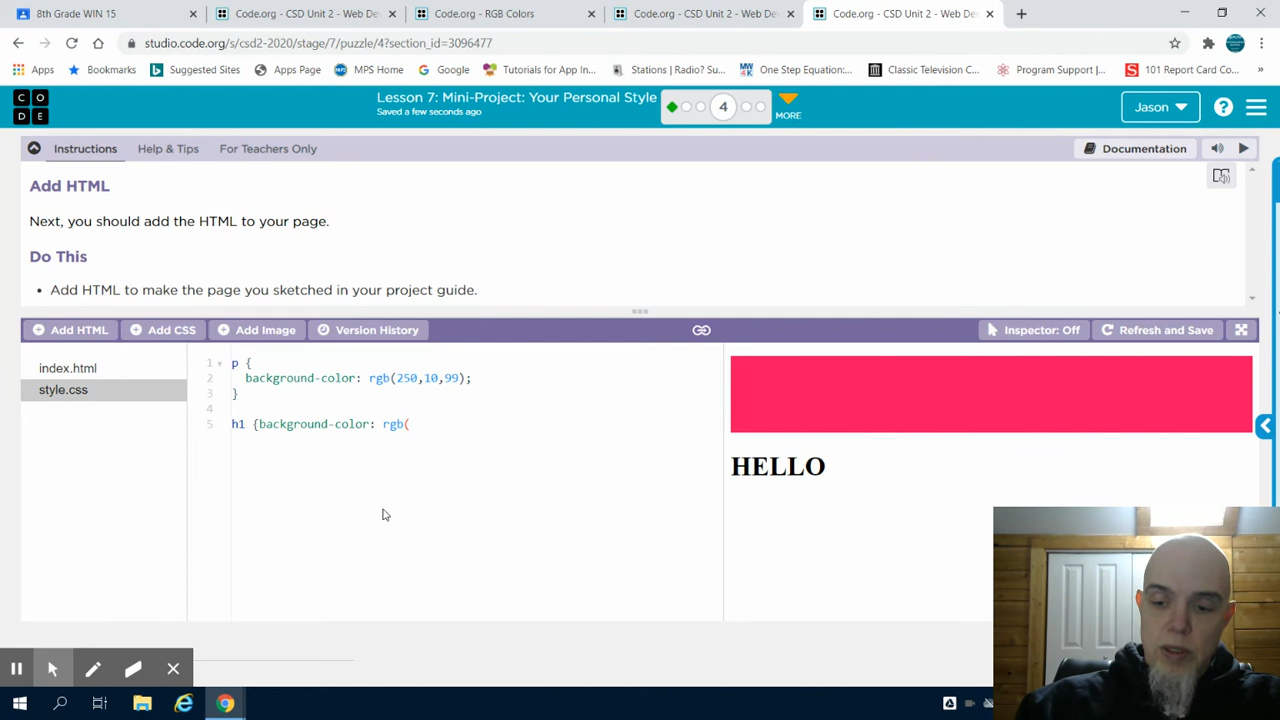 8th Grade WIN 15
Code.org - CSD Unit 2 - Web De
Code.org - RGB Colors
Code.org - CSD Unit 2 - Web De
Code.org - CSD Unit 2 - Web De
studio.code.org/s/csd2-2020/stage/7/puzzle/4?section_id=3096477
Apps
Bookmarks
Suggested Sites
Apps Page
MPS Home
Google
Tutorials for App In...
Stations | Radio? Su...
One Step Equation:...
Classic Television C...
Program Support |...
101 Report Card Co...
»
C O
D E
Lesson 7: Mini-Project: Your Personal Style
Saved a few seconds ago
4
MORE
Jason
?
Instructions
Help & Tips
For Teachers Only
Documentation
Add HTML
Next, you should add the HTML to your page.
Do This
• Add HTML to make the page you sketched in your project guide.
Add HTML
Add CSS
Add Image
Version History
Inspector: Off
Refresh and Save
index.html
style.css
1 p {
2 background-color: rgb(250,10,99);
3 }
4
5 h1 {background-color: rgb(
HELLO